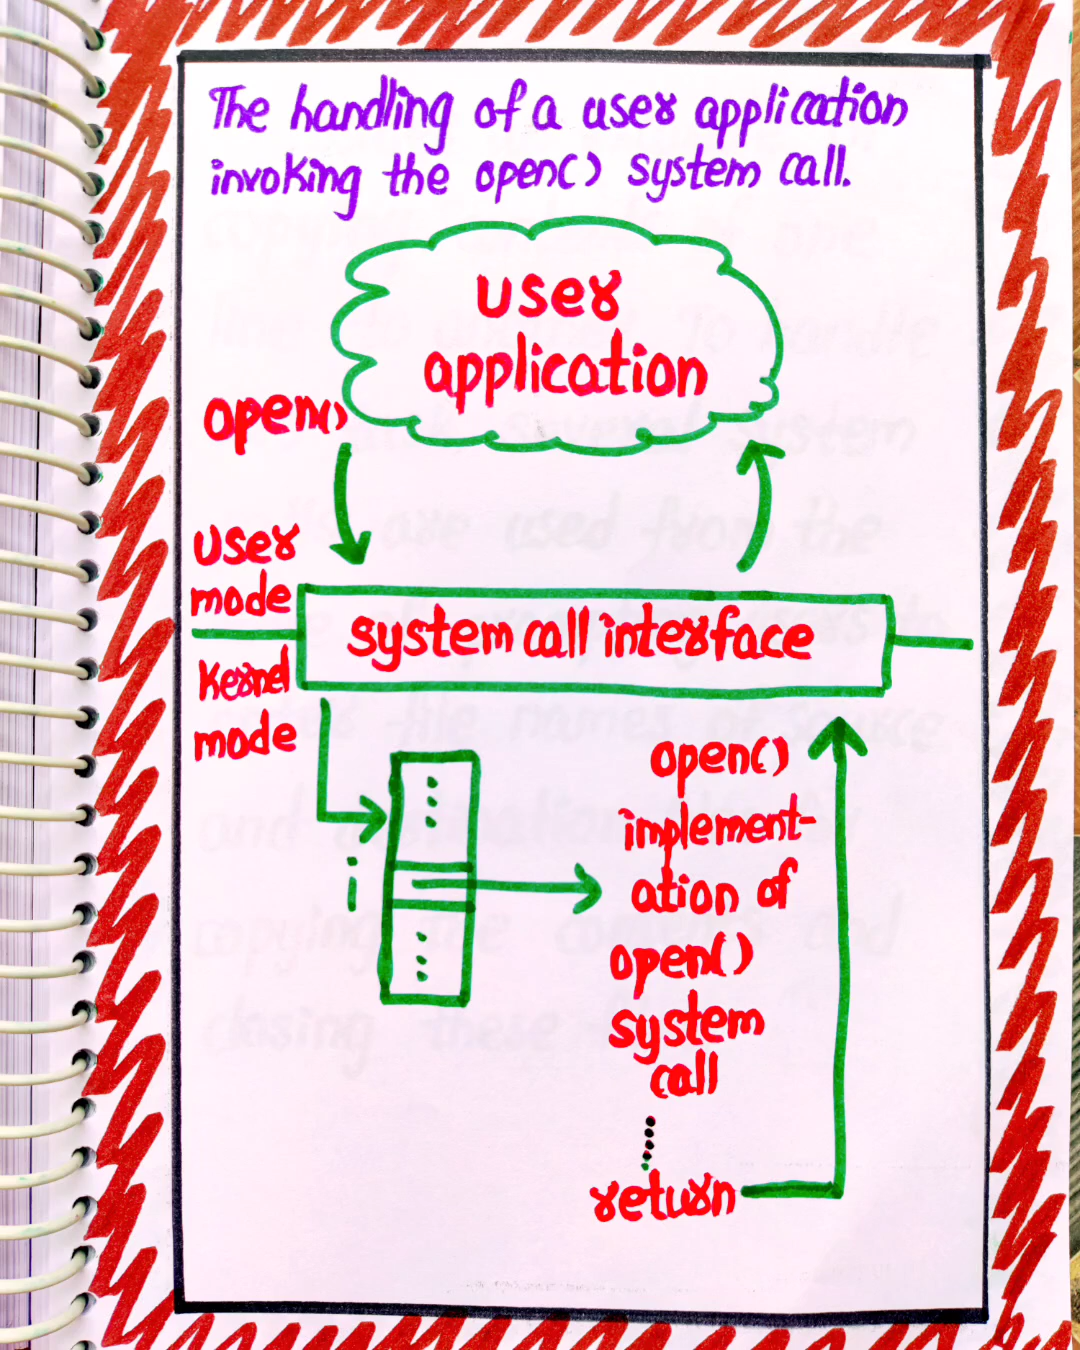 The handling of a user application
invoking the open() system call.
user
application
open()
user
mode
system call interface
kernel
mode
open()
implement-
ation of
open()
system
call
i
return